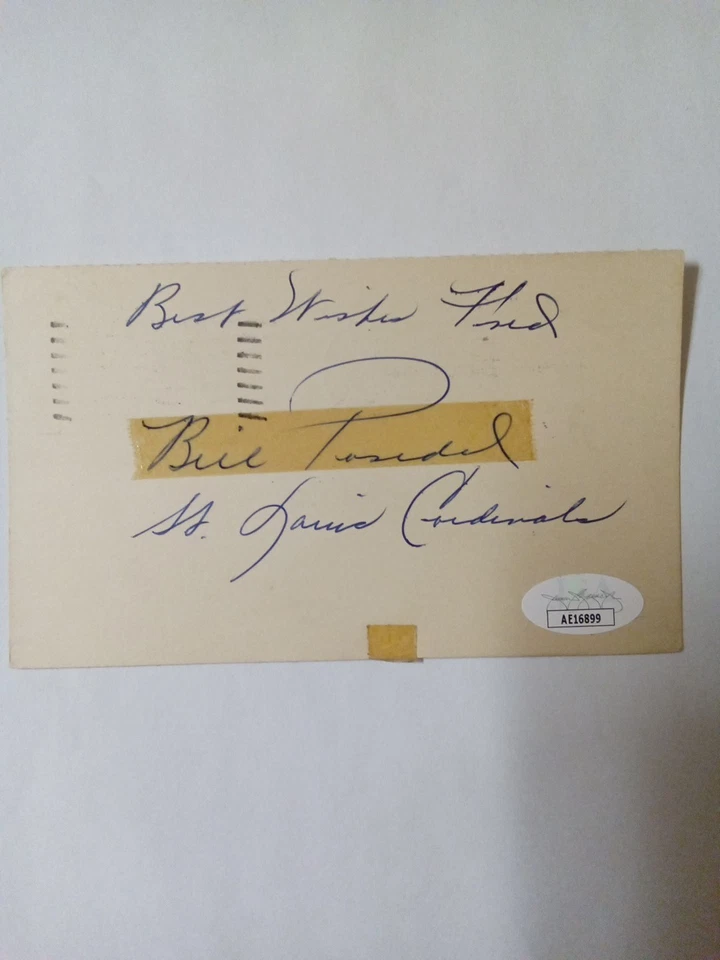 Best Wishes Fred
Bill Posedel
St. Louis Cardinals
AE16899